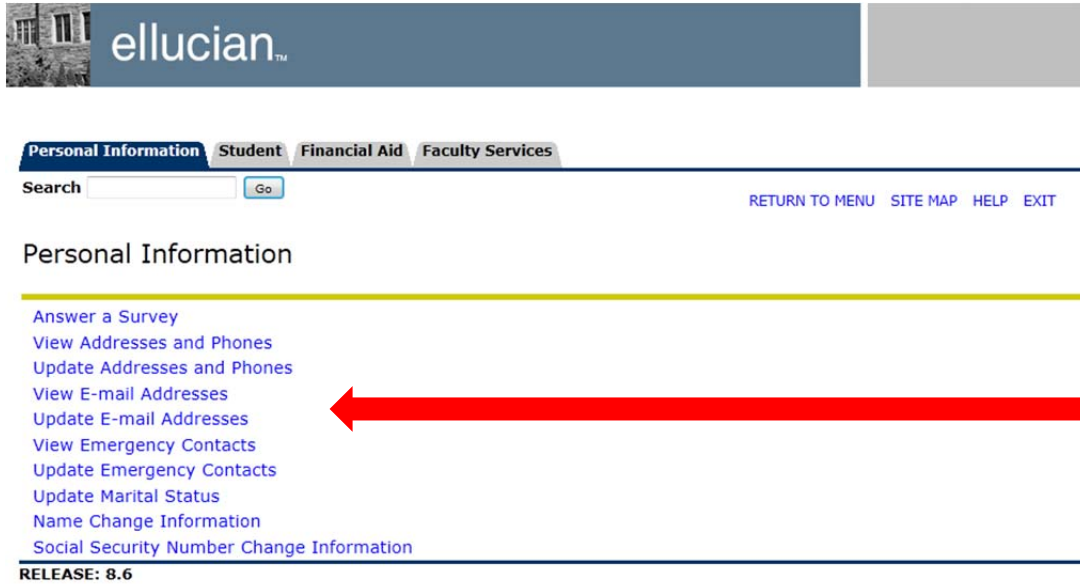 ellucian™
Personal Information Student Financial Aid Faculty Services
Search Go
RETURN TO MENU SITE MAP HELP EXIT
Personal Information
Answer a Survey
View Addresses and Phones
Update Addresses and Phones
View E-mail Addresses
Update E-mail Addresses
View Emergency Contacts
Update Emergency Contacts
Update Marital Status
Name Change Information
Social Security Number Change Information
RELEASE: 8.6